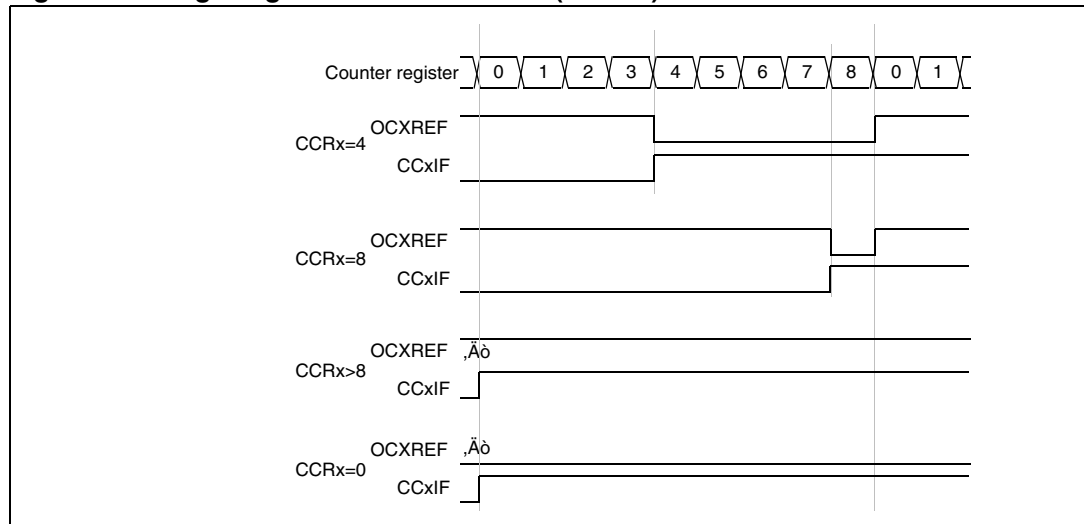 Counter register 0 1 2 3 4 5 6 7 8 0 1
OCXREF
CCRx=4
CCxIF
OCXREF
CCRx=8
CCxIF
OCXREF ‚Äò
CCRx>8
CCxIF
OCXREF ‚Äò
CCRx=0
CCxIF